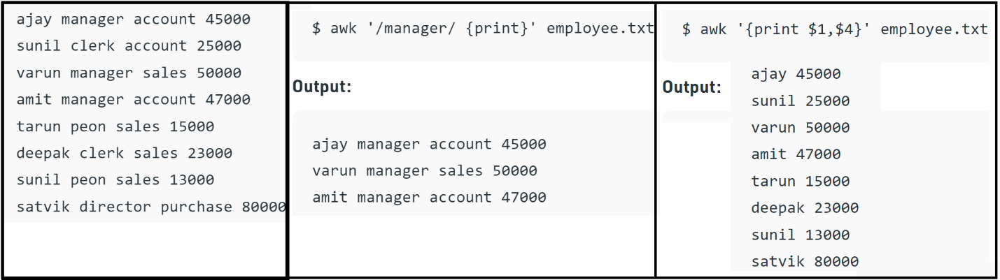 ajay manager account 45000
sunil clerk account 25000
varun manager sales 50000
amit manager account 47000
tarun peon sales 15000
deepak clerk sales 23000
sunil peon sales 13000
satvik director purchase 80000
$ awk '/manager/ {print}' employee.txt
Output:
ajay manager account 45000
varun manager sales 50000
amit manager account 47000
$ awk '{print $1,$4}' employee.txt
Output:
ajay 45000
sunil 25000
varun 50000
amit 47000
tarun 15000
deepak 23000
sunil 13000
satvik 80000